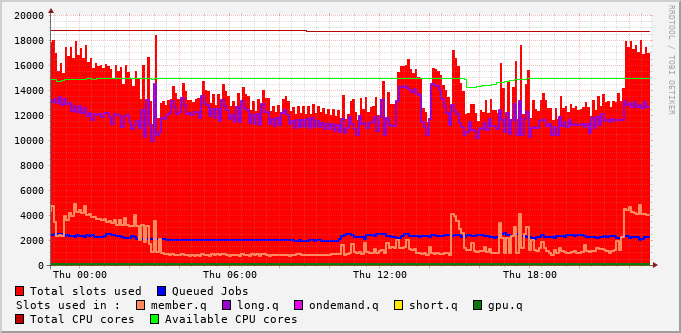 20000
18000
16000
14000
12000
10000
8000
6000
4000
2000
0
Thu 00:00 Thu 06:00 Thu 12:00 Thu 18:00
RRDTOOL / TOBI OETIKER
Total slots used Queued Jobs
Slots used in : member.q long.q ondemand.q short.q gpu.q
Total CPU cores Available CPU cores